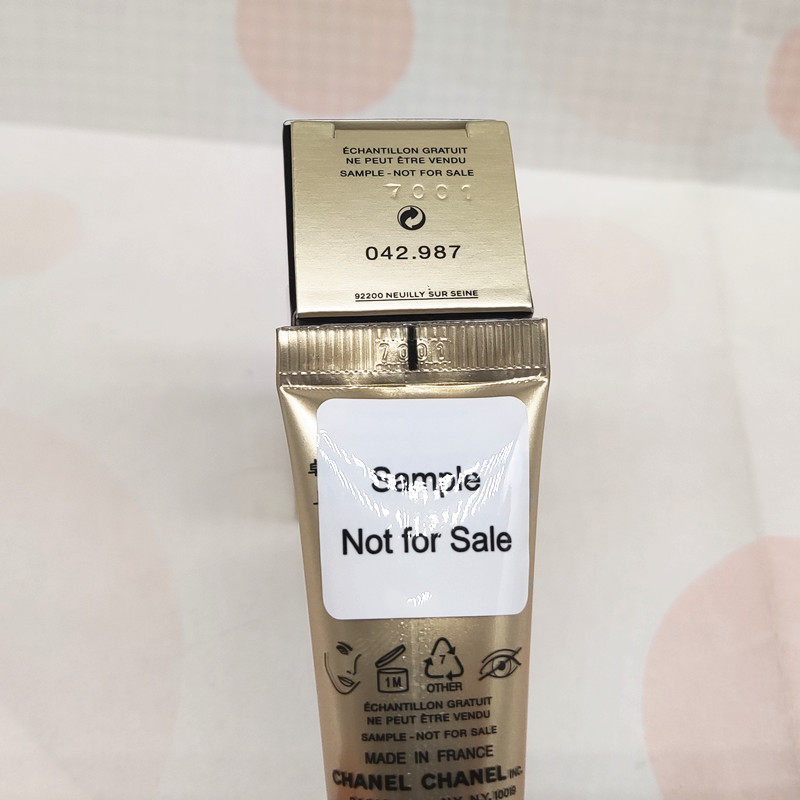 ÉCHANTILLON GRATUIT
NE PEUT ÊTRE VENDU
SAMPLE - NOT FOR SALE
7001
042.987
92200 NEUILLY SUR SEINE
7001
Sample
Not for Sale
1M
7
OTHER
ÉCHANTILLON GRATUIT
NE PEUT ÊTRE VENDU
SAMPLE - NOT FOR SALE
MADE IN FRANCE
CHANEL CHANEL INC.
N.Y. 10019